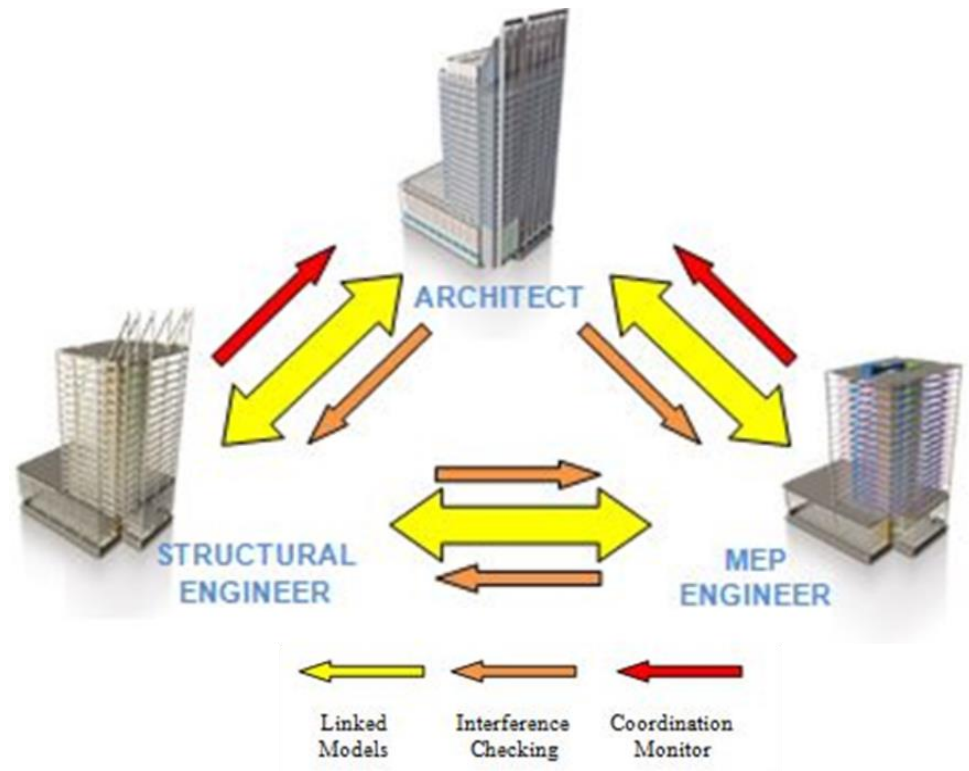 ARCHITECT
STRUCTURAL
ENGINEER
MEP
ENGINEER
Linked
Models
Interference
Checking
Coordination
Monitor